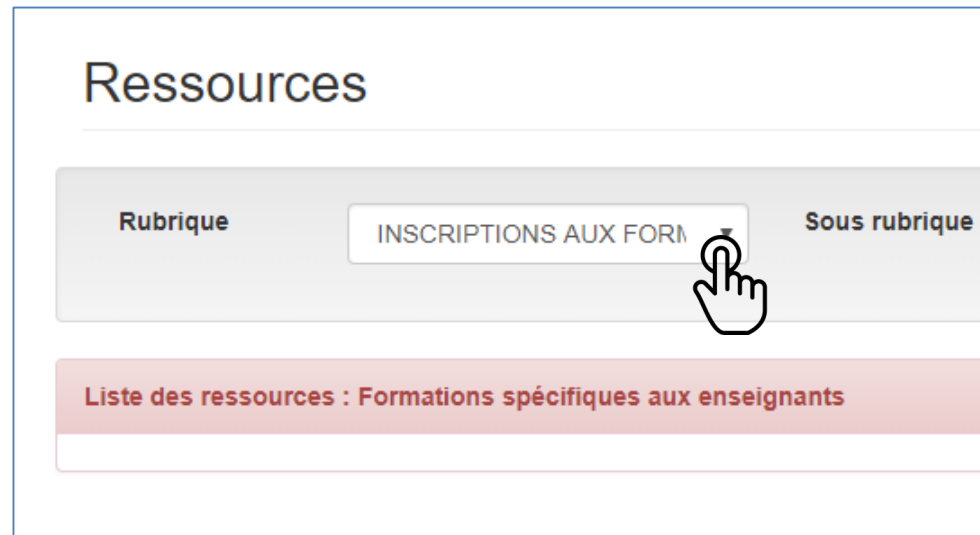 Ressources
Rubrique
INSCRIPTIONS AUX FORM
Sous rubrique
Liste des ressources : Formations spécifiques aux enseignants